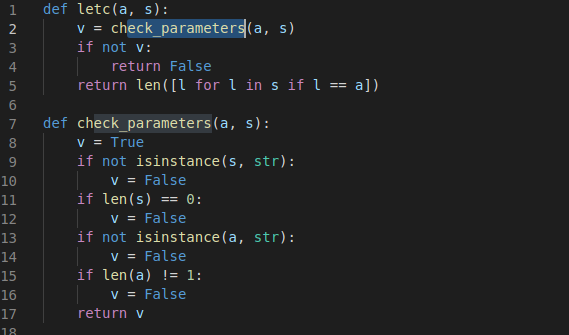 1 def letc(a, s):
2     v = check_parameters(a, s)
3     if not v:
4         return False
5     return len([l for l in s if l == a])
6
7 def check_parameters(a, s):
8     v = True
9     if not isinstance(s, str):
10         v = False
11     if len(s) == 0:
12         v = False
13     if not isinstance(a, str):
14         v = False
15     if len(a) != 1:
16         v = False
17     return v
18